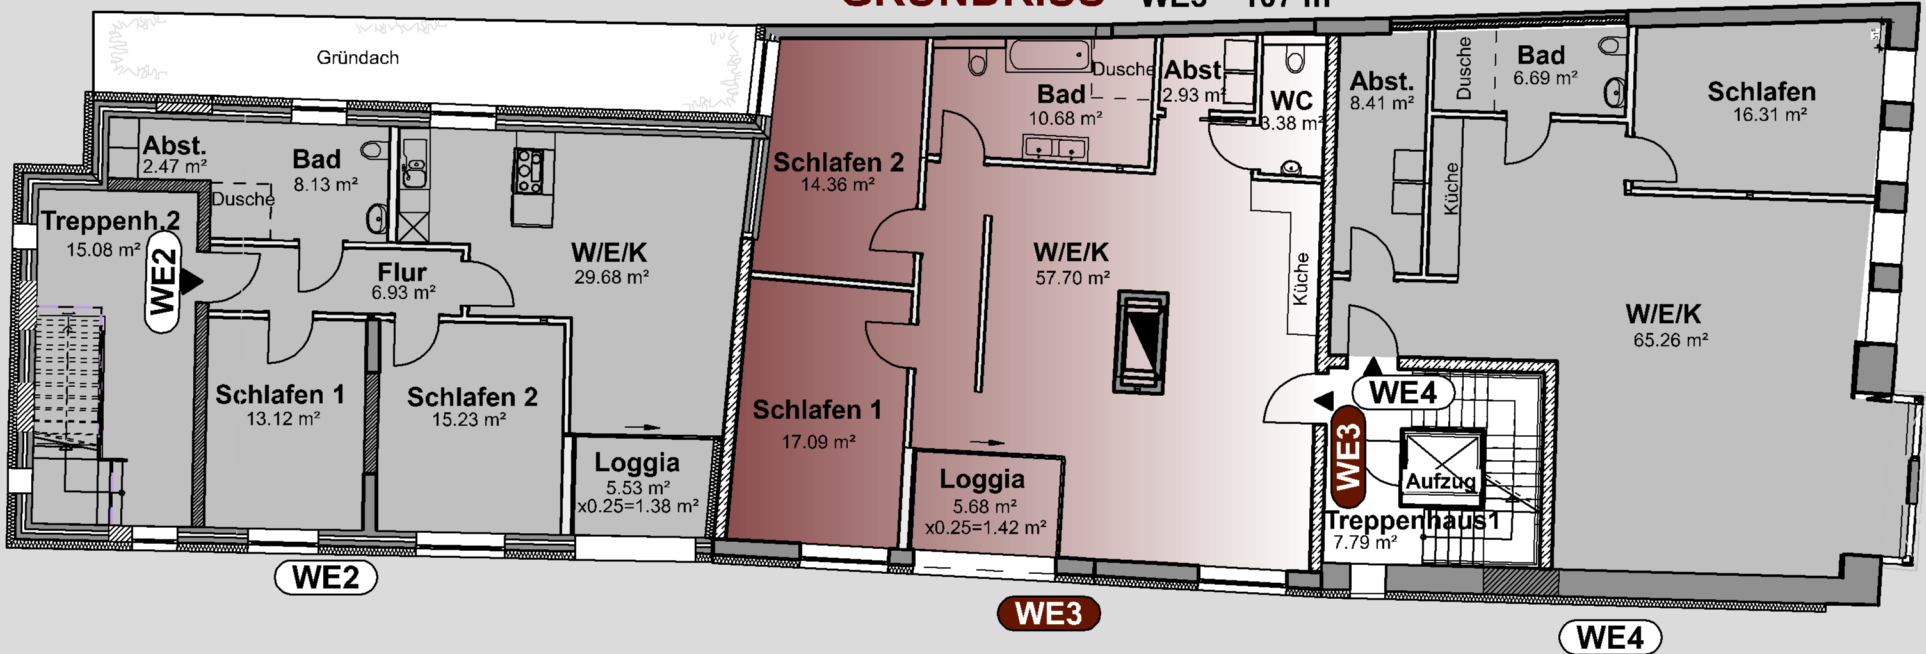 GRUNDRISS WE3 107 m
Gründach
Abst.
2.47 m²
Bad
8.13 m²
Dusche
Treppenh.2
15.08 m²
WE2
Flur
6.93 m²
W/E/K
29.68 m²
Schlafen 1
13.12 m²
Schlafen 2
15.23 m²
Loggia
5.53 m²
x0.25=1.38 m²
WE2
Schlafen 2
14.36 m²
Bad
10.68 m²
Dusche
Abst
2.93 m²
WC
3.38 m²
W/E/K
57.70 m²
Küche
Schlafen 1
17.09 m²
Loggia
5.68 m²
x0.25=1.42 m²
WE3
Abst.
8.41 m²
Dusche
Bad
6.69 m²
Schlafen
16.31 m²
Küche
W/E/K
65.26 m²
WE4
WE3
Aufzug
Treppenhaus1
7.79 m²
WE4